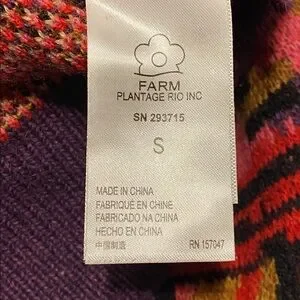 FARM
PLANTAGE RIO INC
SN 293715
S
MADE IN CHINA
FABRIQUÉ EN CHINE
FABRICADO NA CHINA
HECHO EN CHINA
中国制造
RN 157047